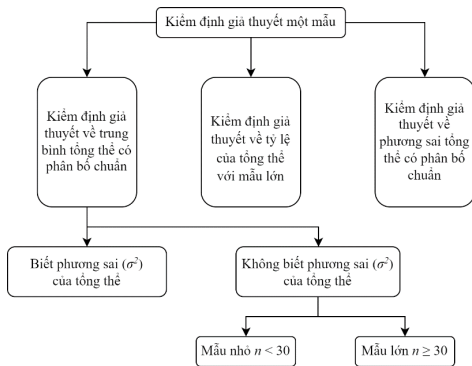 Kiểm định giả thuyết một mẫu
Kiểm định giả
thuyết về trung
bình tổng thể có
phân bố chuẩn
Kiểm định giả
thuyết về tỷ lệ
của tổng thể
với mẫu lớn
Kiểm định giả
thuyết về
phương sai tổng
thể có phân bố
chuẩn
Biết phương sai (σ²)
của tổng thể
Không biết phương sai (σ²)
của tổng thể
Mẫu nhỏ n < 30
Mẫu lớn n ≥ 30